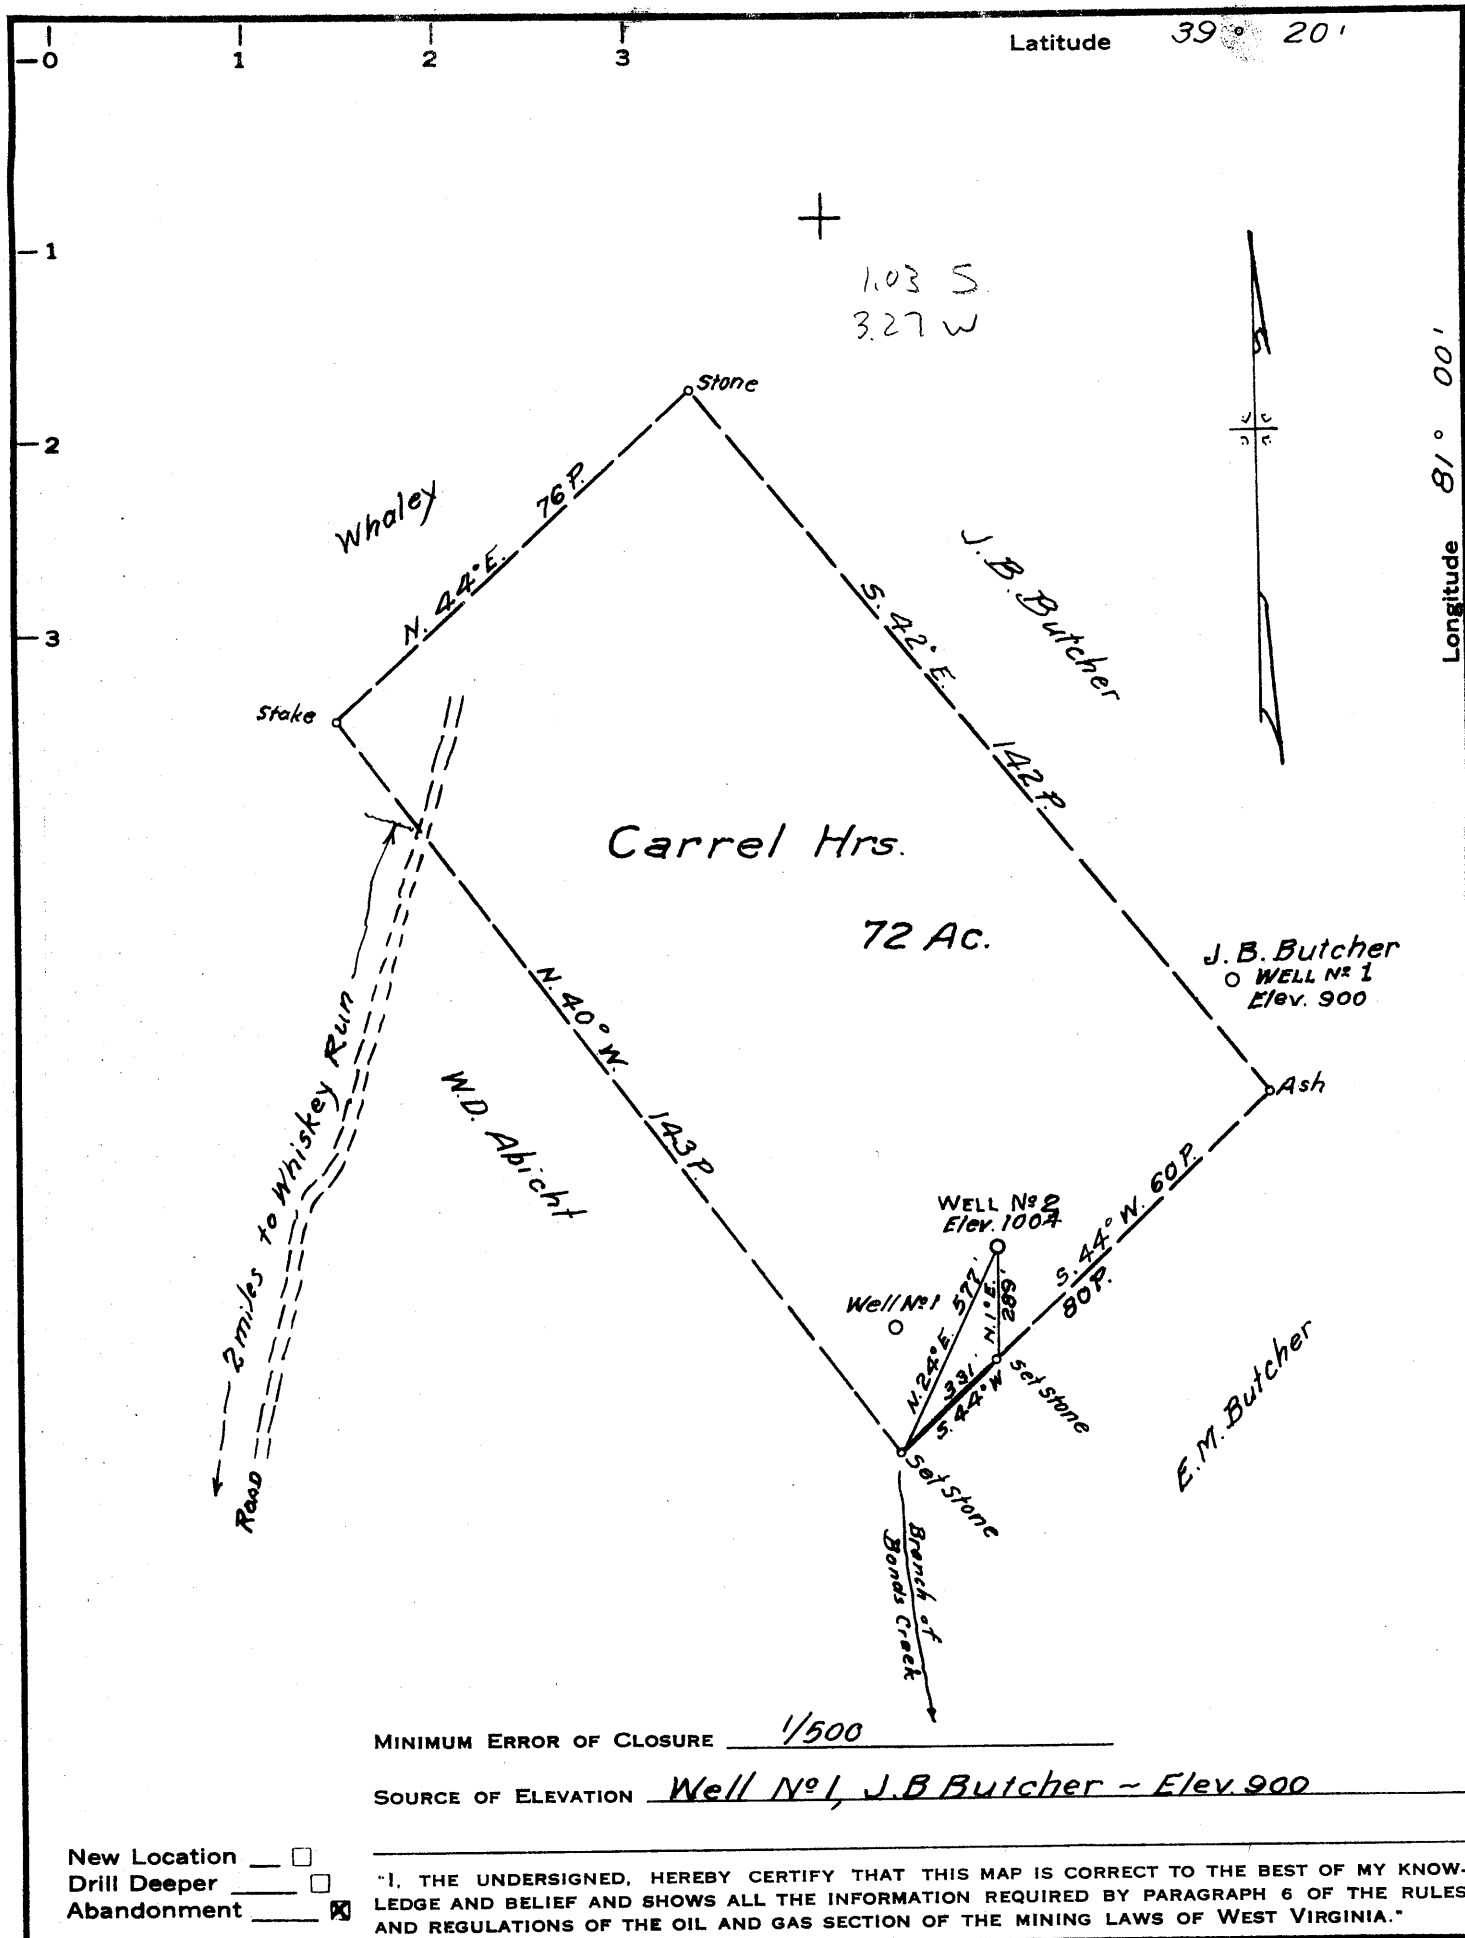 0 1 2 3
Latitude 39° 20'
1
2
3
1.03 S
3.27 W
Longitude 81° 00'
Stone
Whaley
N. 44° E. 76 P.
Stake
J. B. Butcher
S. 42° E. 142 P.
Carrel Hrs.
72 Ac.
J. B. Butcher
WELL No 1
Elev. 900
Ash
N. 40° W. 143 P.
W.D. Abicht
2 miles to Whiskey Run
ROAD
WELL No 2
Elev. 1004
Well No 1
S. 44° W. 60 P.
80 P.
N. 24° E. 577'
N. 1° E. 289'
331'
S. 44° W
Set Stone
Set Stone
E. M. Butcher
Branch of
Bonds Creek
MINIMUM ERROR OF CLOSURE 1/500
SOURCE OF ELEVATION Well No 1, J.B Butcher ~ Elev. 900
New Location
Drill Deeper
Abandonment
"I, THE UNDERSIGNED, HEREBY CERTIFY THAT THIS MAP IS CORRECT TO THE BEST OF MY KNOW-
LEDGE AND BELIEF AND SHOWS ALL THE INFORMATION REQUIRED BY PARAGRAPH 6 OF THE RULES
AND REGULATIONS OF THE OIL AND GAS SECTION OF THE MINING LAWS OF WEST VIRGINIA."